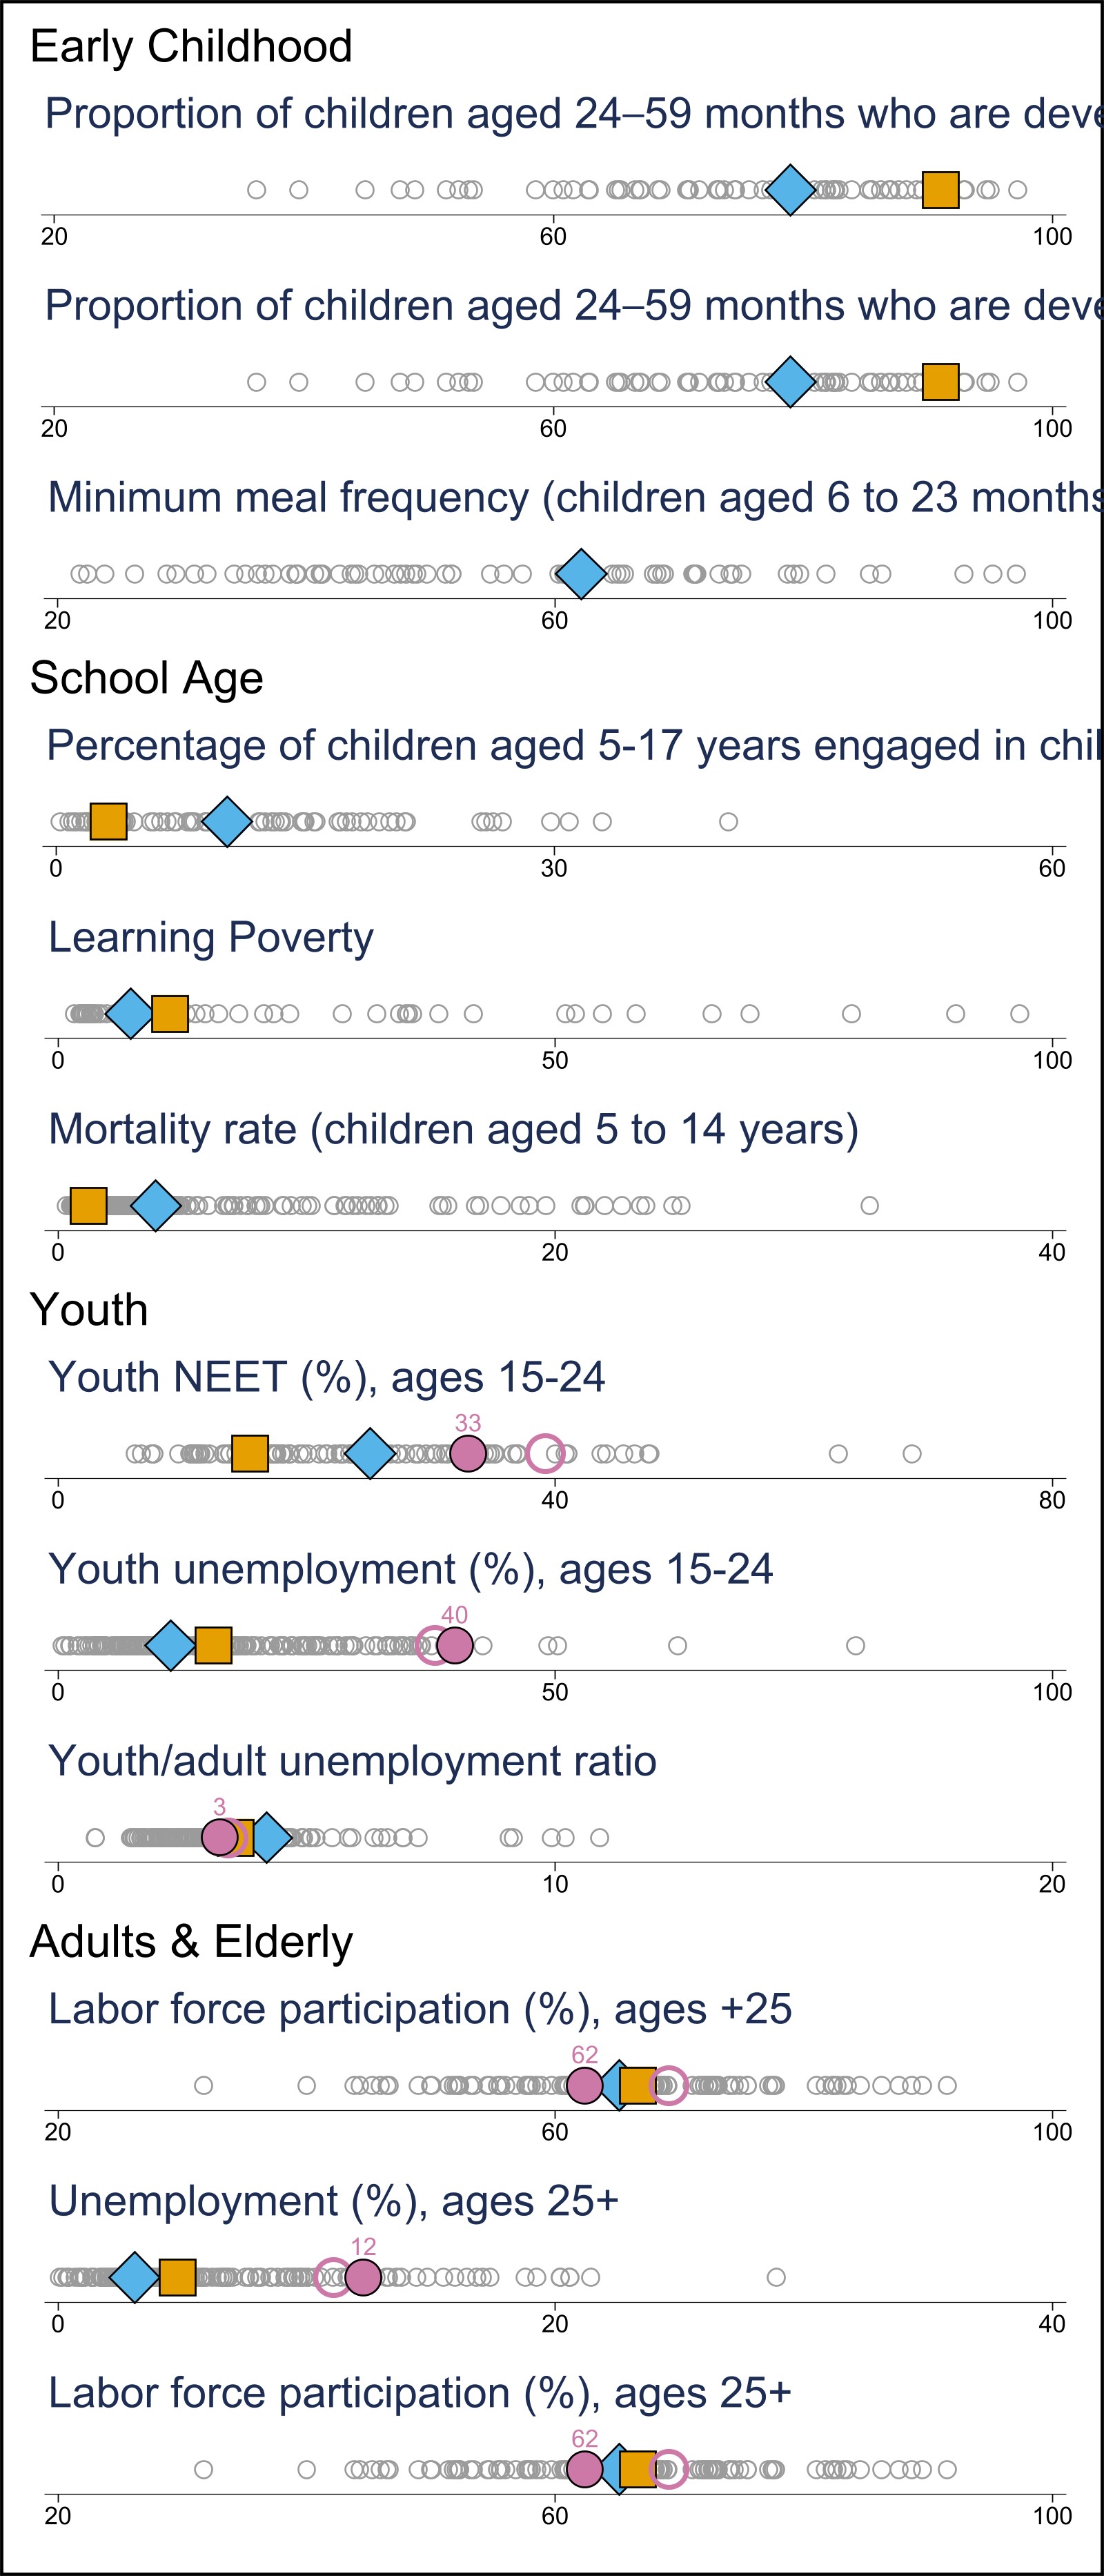 Early Childhood
Proportion of children aged 24–59 months who are deve
20 60 100
Proportion of children aged 24–59 months who are deve
20 60 100
Minimum meal frequency (children aged 6 to 23 months
20 60 100
School Age
Percentage of children aged 5-17 years engaged in chil
0 30 60
Learning Poverty
0 50 100
Mortality rate (children aged 5 to 14 years)
0 20 40
Youth
Youth NEET (%), ages 15-24
33
0 40 80
Youth unemployment (%), ages 15-24
40
0 50 100
Youth/adult unemployment ratio
3
0 10 20
Adults & Elderly
Labor force participation (%), ages +25
62
20 60 100
Unemployment (%), ages 25+
12
0 20 40
Labor force participation (%), ages 25+
62
20 60 100